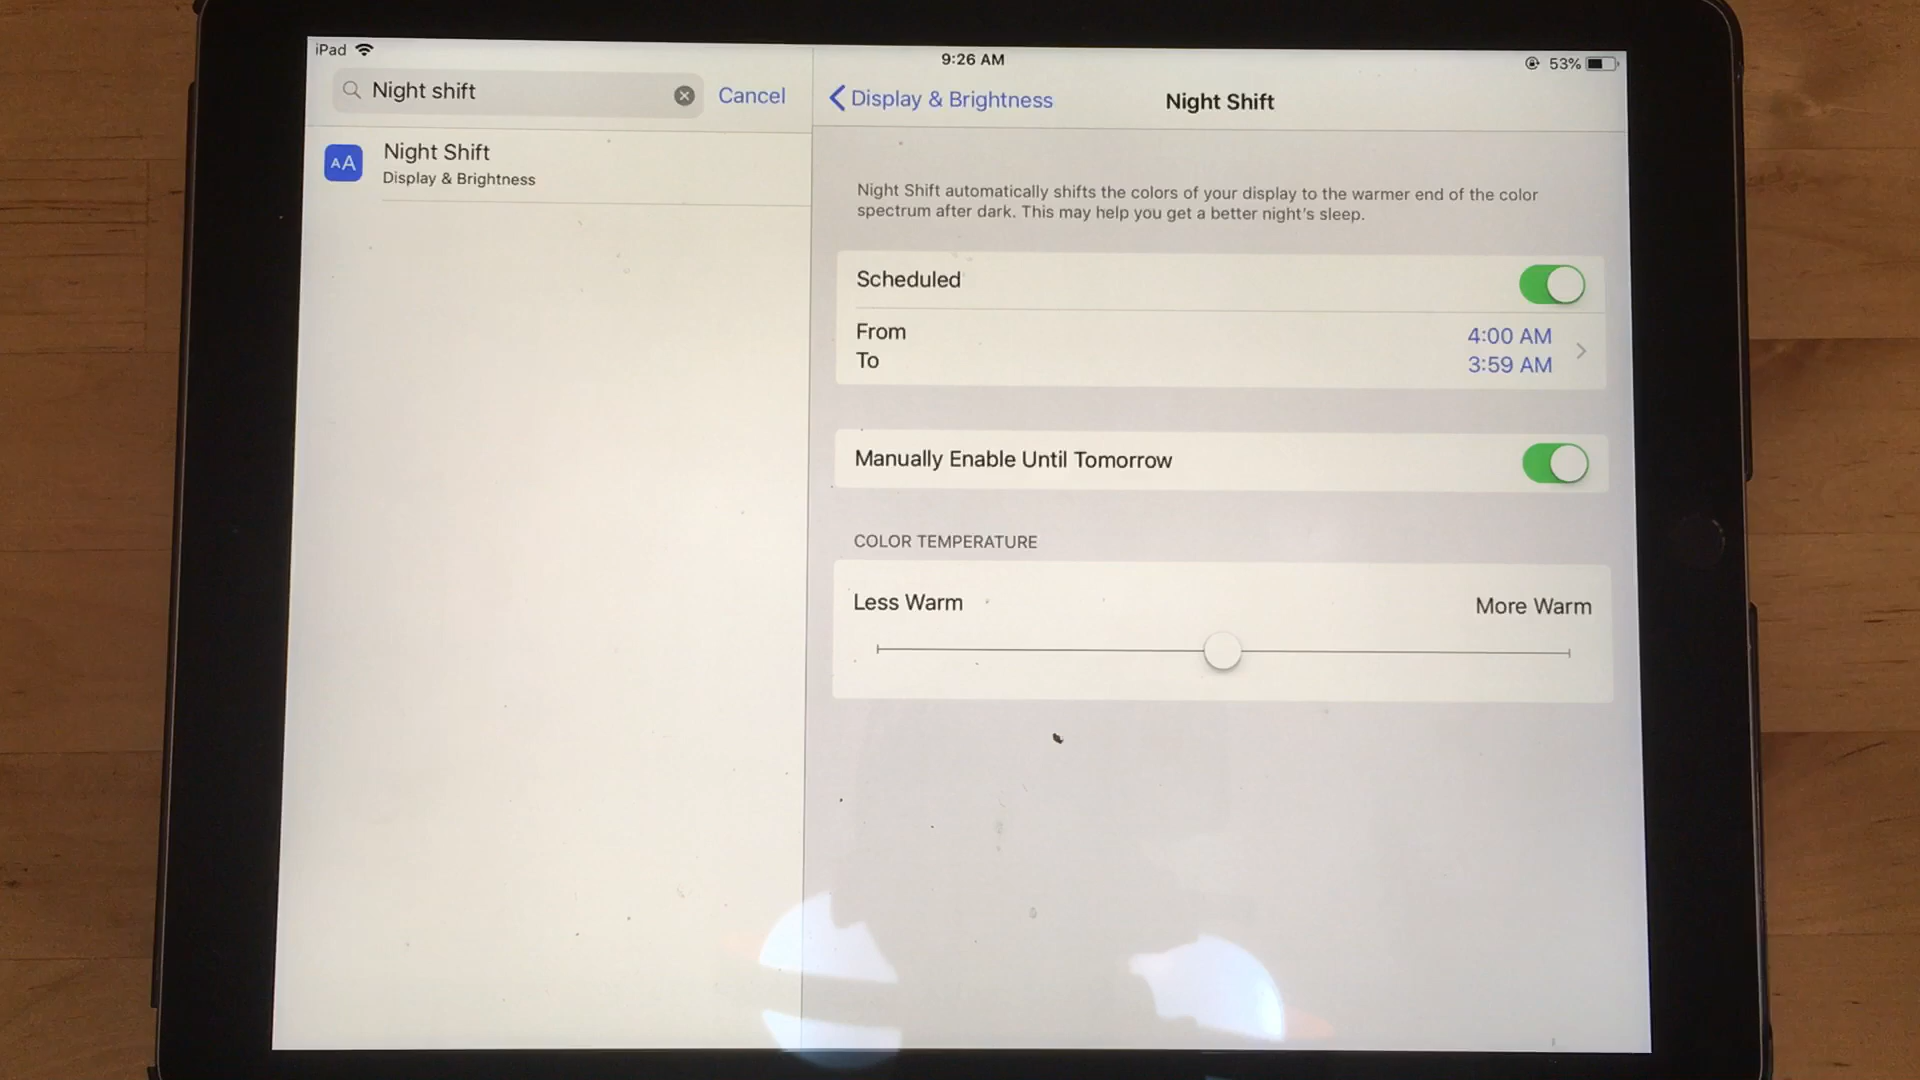 iPad
9:26 AM
53%
Night shift
Cancel
Display & Brightness
Night Shift
AA
Night Shift
Display & Brightness
Night Shift automatically shifts the colors of your display to the warmer end of the color
spectrum after dark. This may help you get a better night's sleep.
Scheduled
From
4:00 AM
To
3:59 AM
Manually Enable Until Tomorrow
COLOR TEMPERATURE
Less Warm
More Warm